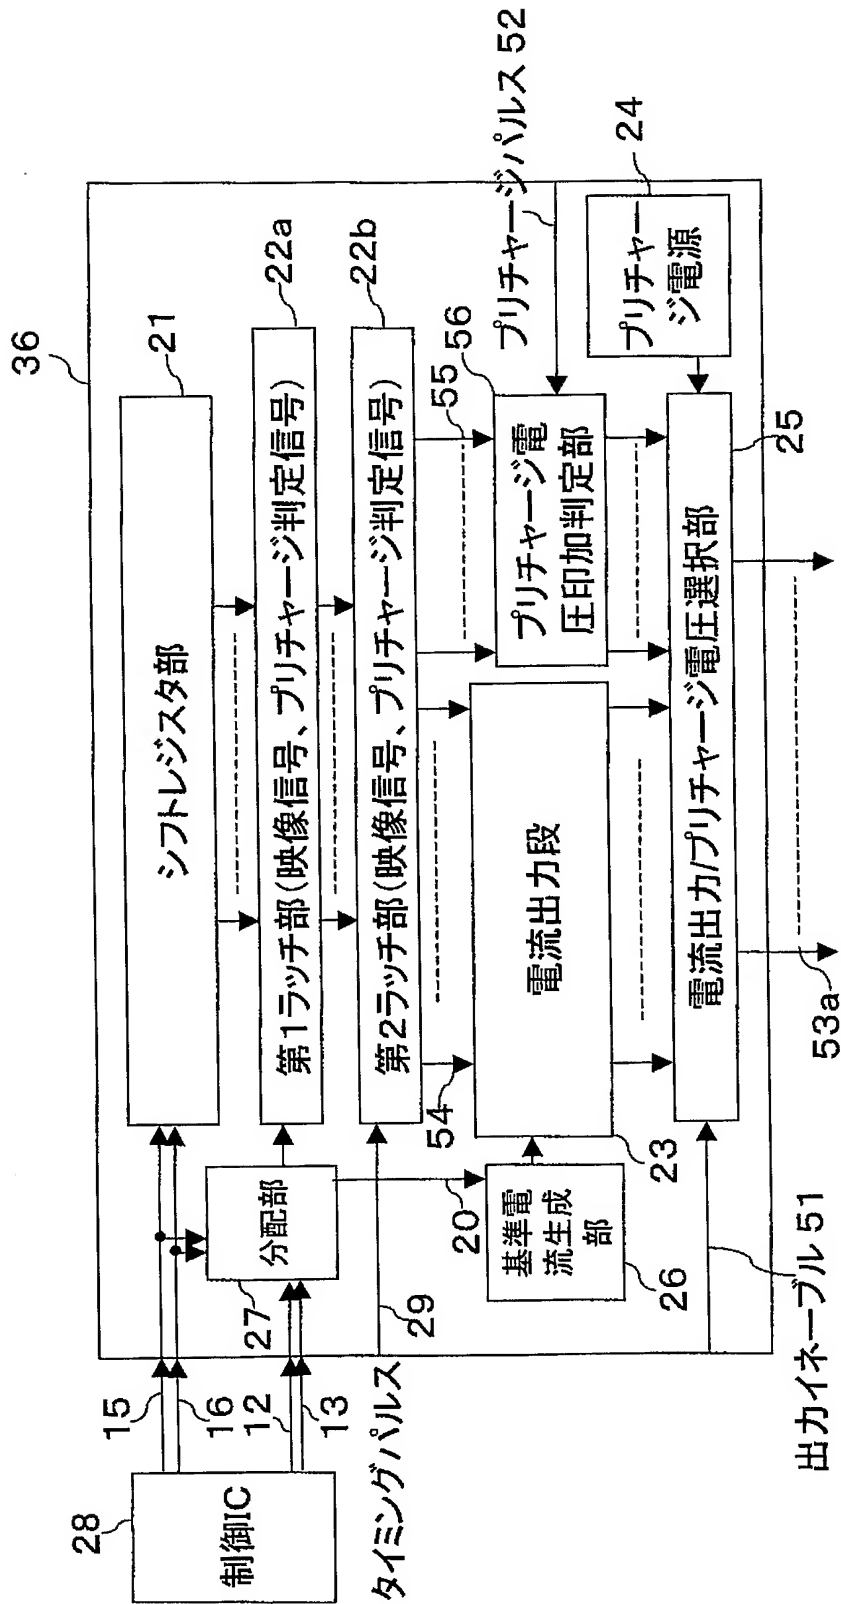 36
21
シフトレジスタ部
22a
第1ラッチ部(映像信号、プリチャージ判定信号)
22b
第2ラッチ部(映像信号、プリチャージ判定信号)
28
制御IC
15
16
12
13
27
分配部
タイミングパルス
29
20
54
55
56
基準電
流生成
部
26
電流出力段
23
プリチャージ電
圧印加判定部
プリチャージパルス 52
プリチャー
ジ電源
24
電流出力/プリチャージ電圧選択部
25
出力イネーブル 51
53a